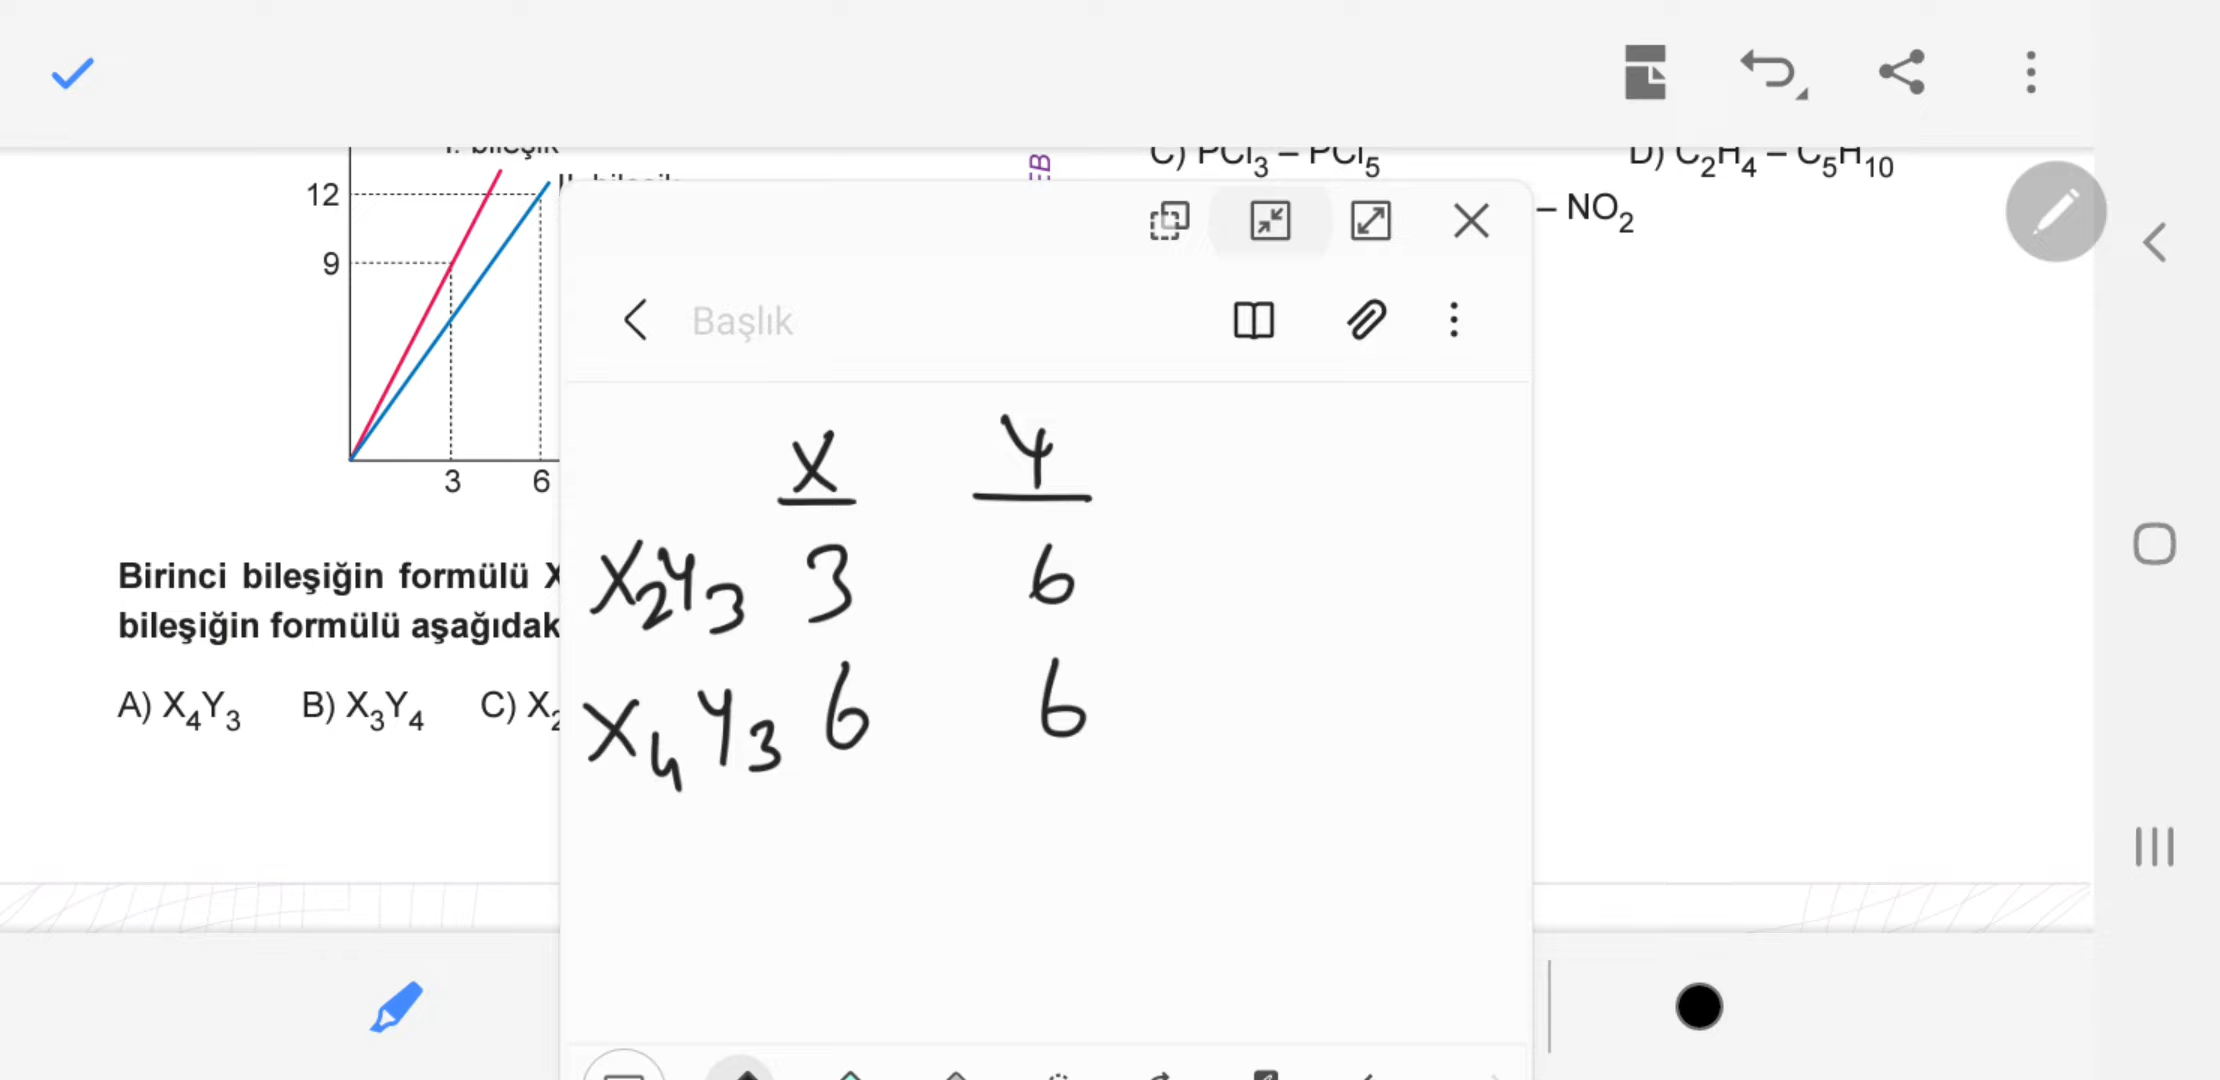 C) PCl₃ – PCl₅
D) C₂H₄ – C₅H₁₀
I. bileşik
II. bileşik
EB
12
– NO₂
9
Başlık
3 6
X Y
Birinci bileşiğin formülü X
X₂Y₃ 3 6
bileşiğin formülü aşağıdak
A) X₄Y₃ B) X₃Y₄ C) X₂
X₄Y₃ 6 6